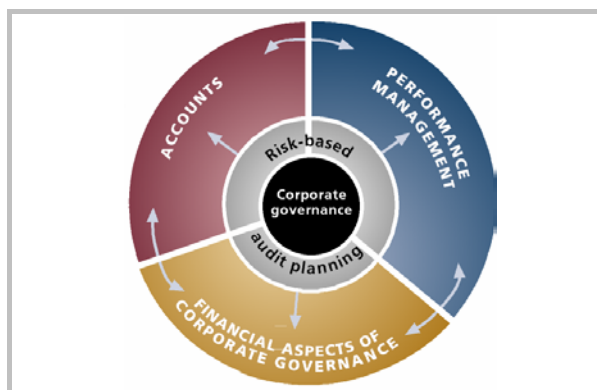 ACCOUNTS
PERFORMANCE
MANAGEMENT
Risk-based
Corporate
governance
audit planning
FINANCIAL ASPECTS OF
CORPORATE GOVERNANCE